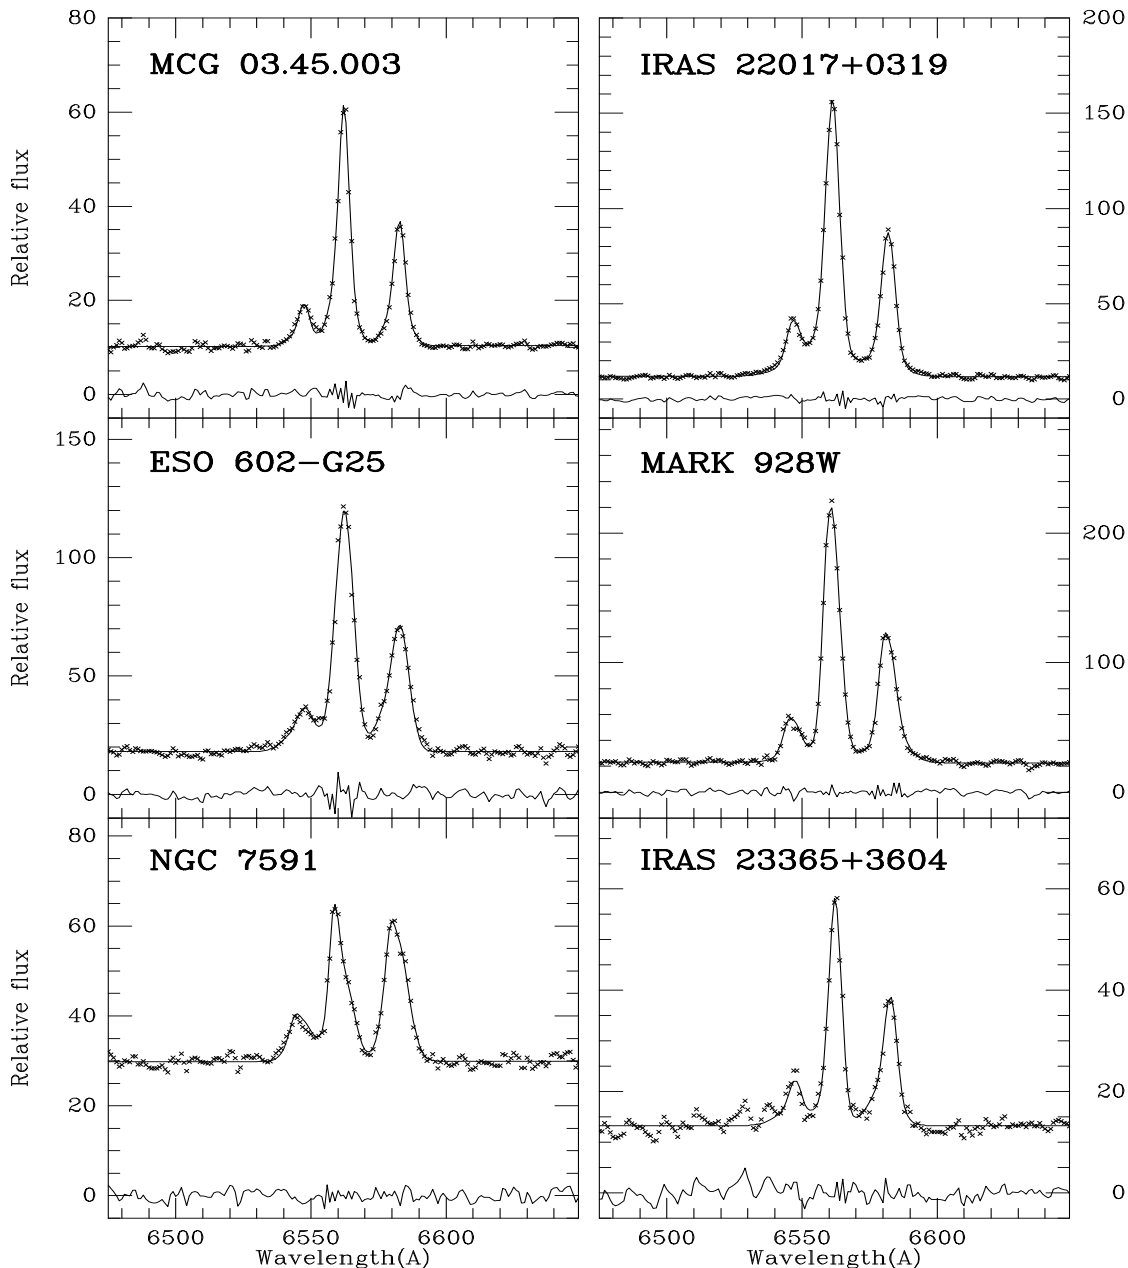 80
200
MCG 03.45.003
IRAS 22017+0319
60
150
Relative flux
40
100
20
50
0
0
150
ESO 602-G25
MARK 928W
200
100
Relative flux
100
50
0
0
80
NGC 7591
IRAS 23365+3604
60
60
Relative flux
40
40
20
20
0
0
6500 6550 6600
6500 6550 6600
Wavelength(A)
Wavelength(A)